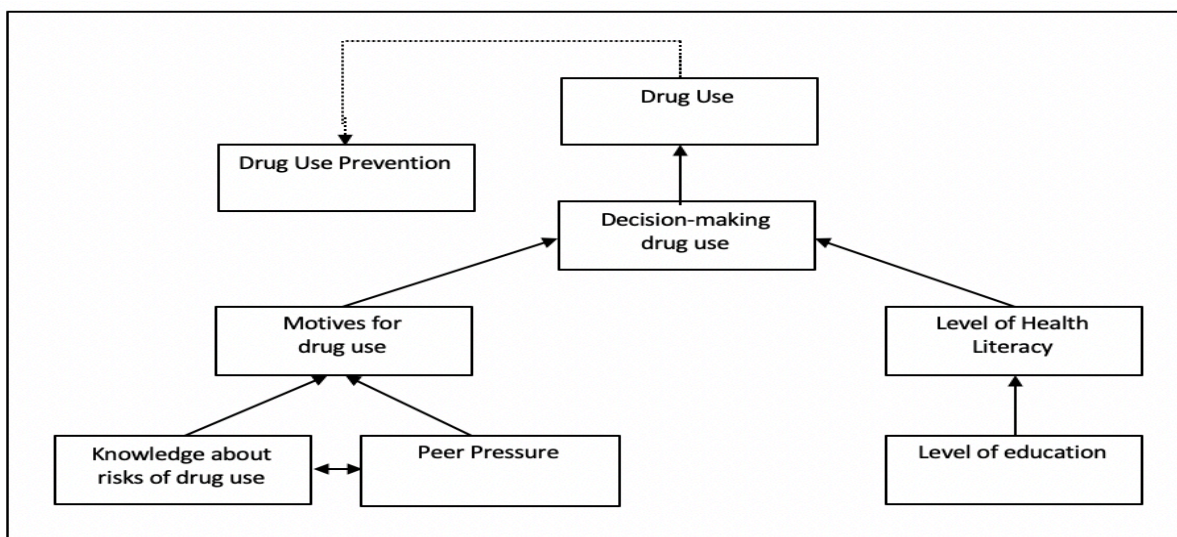 Drug Use
Drug Use Prevention
Decision-making
drug use
Motives for
drug use
Level of Health
Literacy
Knowledge about
risks of drug use
Peer Pressure
Level of education